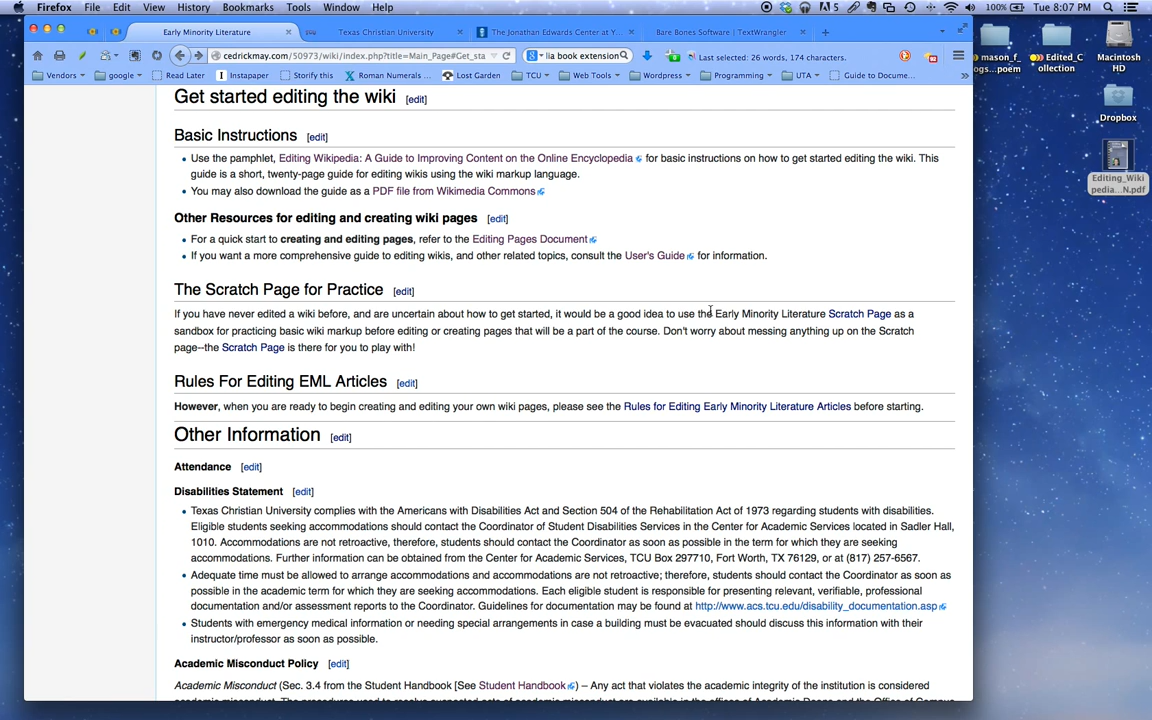 Firefox File Edit View History Bookmarks Tools Window Help 5 100% Tue 8:07 PM
Early Minority Literature × Texas Christian University × The Jonathan Edwards Center at Y... × Bare Bones Software | TextWrangler × +
cedrickmay.org/50973/wiki/index.php?title=Main_Page#Get_sta lia book extension Last selected: 26 words, 174 characters.
Vendors google Read Later Instapaper Storify this Roman Numerals ... Lost Garden TCU Web Tools Wordpress Programming UTA Guide to Docume... »
Get started editing the wiki [edit]
Basic Instructions [edit]
• Use the pamphlet, Editing Wikipedia: A Guide to Improving Content on the Online Encyclopedia for basic instructions on how to get started editing the wiki. This
guide is a short, twenty-page guide for editing wikis using the wiki markup language.
• You may also download the guide as a PDF file from Wikimedia Commons
Other Resources for editing and creating wiki pages [edit]
• For a quick start to creating and editing pages, refer to the Editing Pages Document
• If you want a more comprehensive guide to editing wikis, and other related topics, consult the User's Guide for information.
The Scratch Page for Practice [edit]
If you have never edited a wiki before, and are uncertain about how to get started, it would be a good idea to use the Early Minority Literature Scratch Page as a
sandbox for practicing basic wiki markup before editing or creating pages that will be a part of the course. Don't worry about messing anything up on the Scratch
page--the Scratch Page is there for you to play with!
Rules For Editing EML Articles [edit]
However, when you are ready to begin creating and editing your own wiki pages, please see the Rules for Editing Early Minority Literature Articles before starting.
Other Information [edit]
Attendance [edit]
Disabilities Statement [edit]
• Texas Christian University complies with the Americans with Disabilities Act and Section 504 of the Rehabilitation Act of 1973 regarding students with disabilities.
Eligible students seeking accommodations should contact the Coordinator of Student Disabilities Services in the Center for Academic Services located in Sadler Hall,
1010. Accommodations are not retroactive, therefore, students should contact the Coordinator as soon as possible in the term for which they are seeking
accommodations. Further information can be obtained from the Center for Academic Services, TCU Box 297710, Fort Worth, TX 76129, or at (817) 257-6567.
• Adequate time must be allowed to arrange accommodations and accommodations are not retroactive; therefore, students should contact the Coordinator as soon as
possible in the academic term for which they are seeking accommodations. Each eligible student is responsible for presenting relevant, verifiable, professional
documentation and/or assessment reports to the Coordinator. Guidelines for documentation may be found at http://www.acs.tcu.edu/disability_documentation.asp
• Students with emergency medical information or needing special arrangements in case a building must be evacuated should discuss this information with their
instructor/professor as soon as possible.
Academic Misconduct Policy [edit]
Academic Misconduct (Sec. 3.4 from the Student Handbook [See Student Handbook ) – Any act that violates the academic integrity of the institution is considered
mason_f
ogs...poem
Edited_C
ollection
Macintosh
HD
Dropbox
Editing_Wiki
pedia...N.pdf